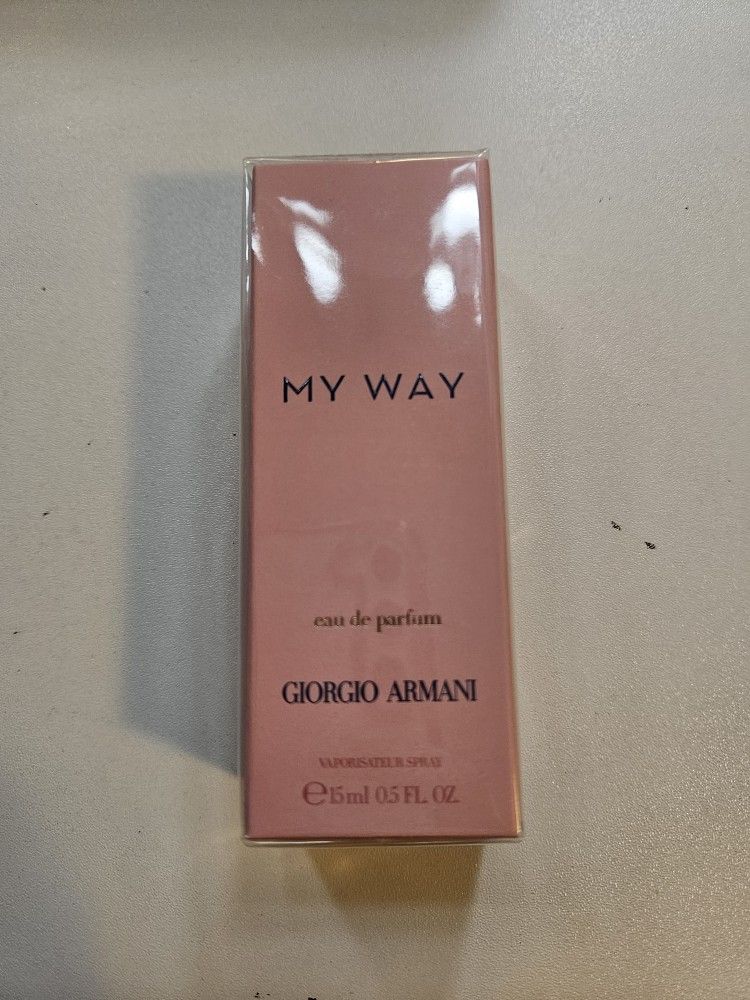 MY WAY
eau de parfum
GIORGIO ARMANI
VAPORISATEUR SPRAY
℮15ml 0.5 FL. OZ.